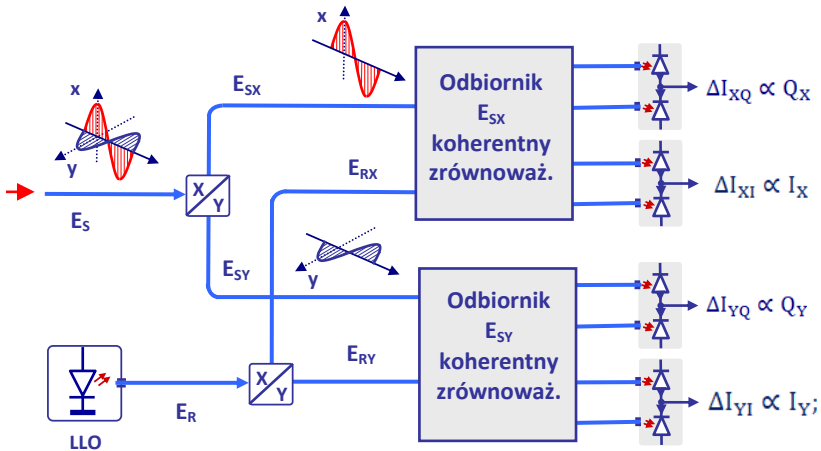 x
x
y
E_SX
Odbiornik
E_SX
koherentny
zrównoważ.
ΔI_XQ ∝ Q_X
ΔI_XI ∝ I_X
E_RX
X
Y
E_S
E_SY
y
Odbiornik
E_SY
koherentny
zrównoważ.
ΔI_YQ ∝ Q_Y
ΔI_YI ∝ I_Y;
E_RY
X
Y
E_R
LLO